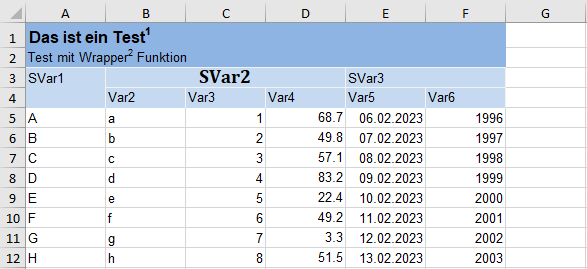 A B C D E F G
1 Das ist ein Test¹
2 Test mit Wrapper² Funktion
3 SVar1 SVar2 SVar3
4 Var2 Var3 Var4 Var5 Var6
5 A a 1 68.7 06.02.2023 1996
6 B b 2 49.8 07.02.2023 1997
7 C c 3 57.1 08.02.2023 1998
8 D d 4 83.2 09.02.2023 1999
9 E e 5 22.4 10.02.2023 2000
10 F f 6 49.2 11.02.2023 2001
11 G g 7 3.3 12.02.2023 2002
12 H h 8 51.5 13.02.2023 2003